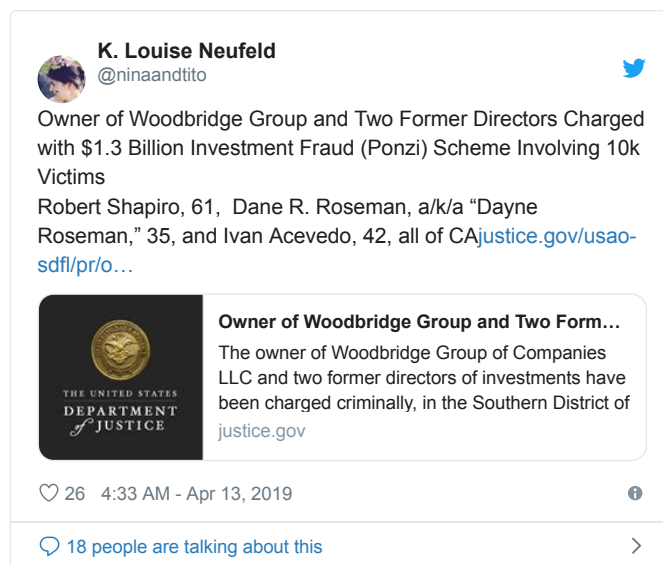 K. Louise Neufeld
@ninaandtito
Owner of Woodbridge Group and Two Former Directors Charged
with $1.3 Billion Investment Fraud (Ponzi) Scheme Involving 10k
Victims
Robert Shapiro, 61,  Dane R. Roseman, a/k/a “Dayne
Roseman,” 35, and Ivan Acevedo, 42, all of CAjustice.gov/usao-
sdfl/pr/o…
THE UNITED STATES
DEPARTMENT
of JUSTICE
Owner of Woodbridge Group and Two Form…
The owner of Woodbridge Group of Companies
LLC and two former directors of investments have
been charged criminally, in the Southern District of
justice.gov
26 4:33 AM - Apr 13, 2019
18 people are talking about this